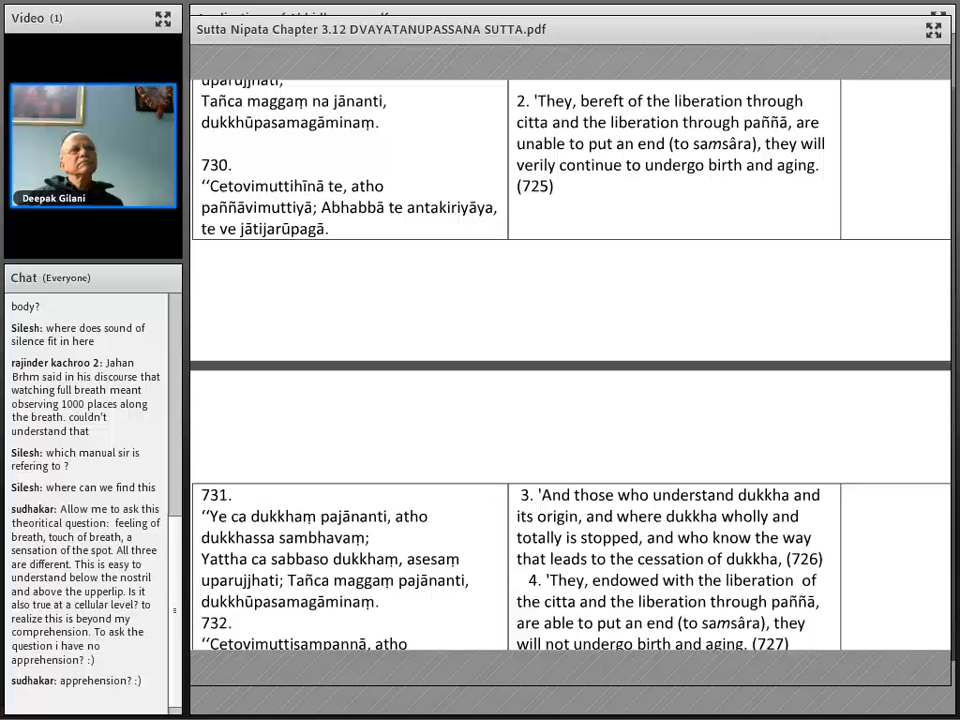 Video (1)
Deepak Gilani
Chat (Everyone)
body?
Silesh: where does sound of
silence fit in here
rajinder kachroo 2: Jahan
Brhm said in his discourse that
watching full breath meant
observing 1000 places along
the breath. couldn't
understand that
Silesh: which manual sir is
refering to ?
Silesh: where can we find this
sudhakar: Allow me to ask this
theoritical question:  feeling of
breath, touch of breath, a
sensation of the spot. All three
are different. This is easy to
understand below the nostril
and above the upperlip. Is it
also true at a cellular level? to
realize this is beyond my
comprehension. To ask the
question i have no
apprehension? :)
sudhakar: apprehension? :)
Sutta Nipata Chapter 3.12 DVAYATANUPASSANA SUTTA.pdf
uparujjhati;
Tañca maggaṃ na jānanti,
dukkhūpasamagāminaṃ.
730.
‘‘Cetovimuttihīnā te, atho
paññāvimuttiyā; Abhabbā te antakiriyāya,
te ve jātijarūpagā.
2. 'They, bereft of the liberation through
citta and the liberation through paññā, are
unable to put an end (to samsâra), they will
verily continue to undergo birth and aging.
(725)
731.
‘‘Ye ca dukkhaṃ pajānanti, atho
dukkhassa sambhavaṃ;
Yattha ca sabbaso dukkhaṃ, asesaṃ
uparujjhati; Tañca maggaṃ pajānanti,
dukkhūpasamagāminaṃ.
732.
‘‘Cetovimuttisampannā, atho
3. 'And those who understand dukkha and
its origin, and where dukkha wholly and
totally is stopped, and who know the way
that leads to the cessation of dukkha, (726)
4. 'They, endowed with the liberation  of
the citta and the liberation through paññā,
are able to put an end (to samsâra), they
will not undergo birth and aging. (727)